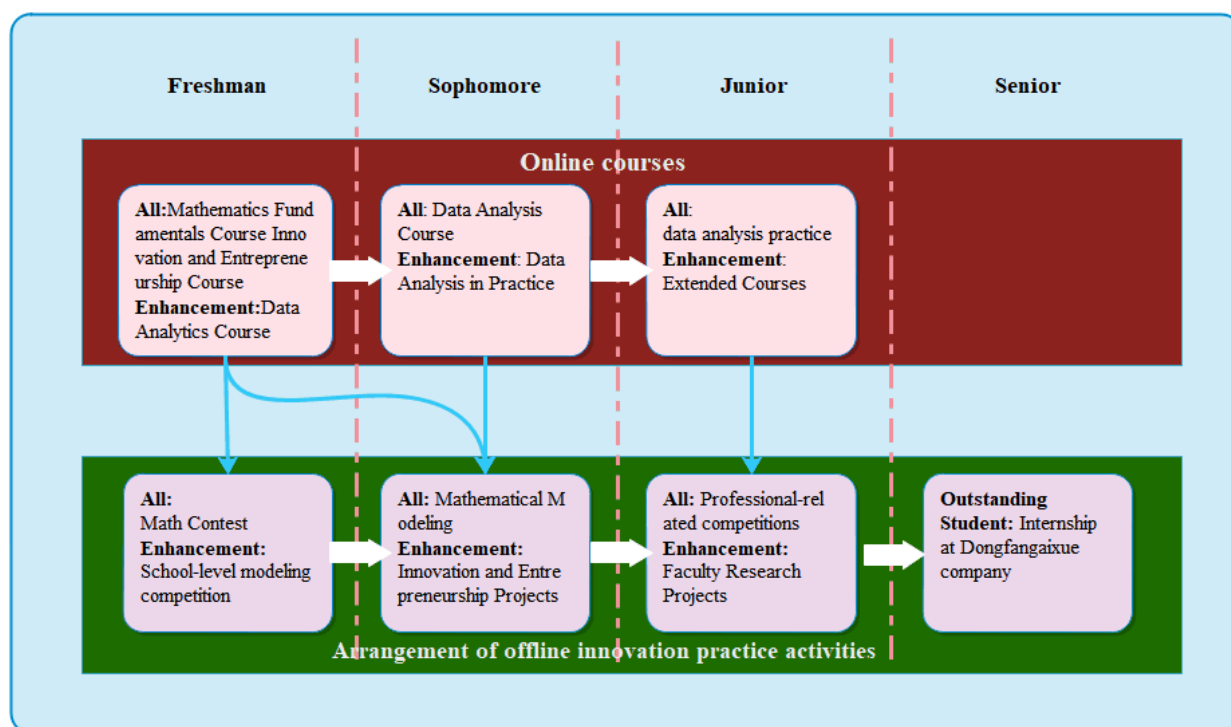 Freshman
Sophomore
Junior
Senior
Online courses
All:Mathematics Fund
amentals Course Inno
vation and Entreprene
urship Course
Enhancement:Data
Analytics Course
All: Data Analysis
Course
Enhancement: Data
Analysis in Practice
All:
data analysis practice
Enhancement:
Extended Courses
All:
Math Contest
Enhancement:
School-level modeling
competition
All: Mathematical M
odeling
Enhancement:
Innovation and Entre
preneurship Projects
All: Professional-rel
ated competitions
Enhancement:
Faculty Research
Projects
Outstanding
Student: Internship
at Dongfangaixue
company
Arrangement of offline innovation practice activities